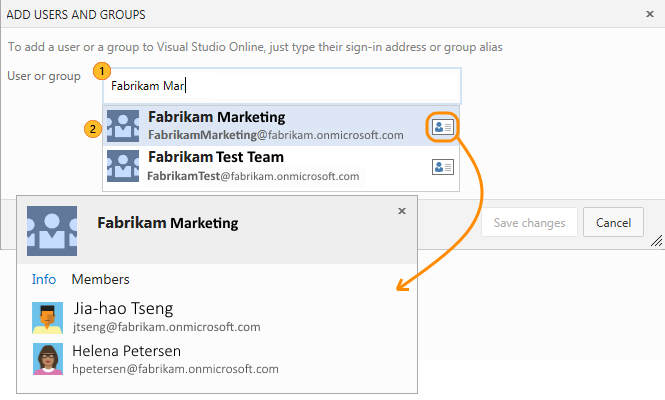 ADD USERS AND GROUPS
To add a user or a group to Visual Studio Online, just type their sign-in address or group alias
User or group
1
Fabrikam Mar
2
Fabrikam Marketing
FabrikamMarketing@fabrikam.onmicrosoft.com
Fabrikam Test Team
FabrikamTest@fabrikam.onmicrosoft.com
Fabrikam Marketing
Save changes
Cancel
Info Members
Jia-hao Tseng
jtseng@fabrikam.onmicrosoft.com
Helena Petersen
hpetersen@fabrikam.onmicrosoft.com